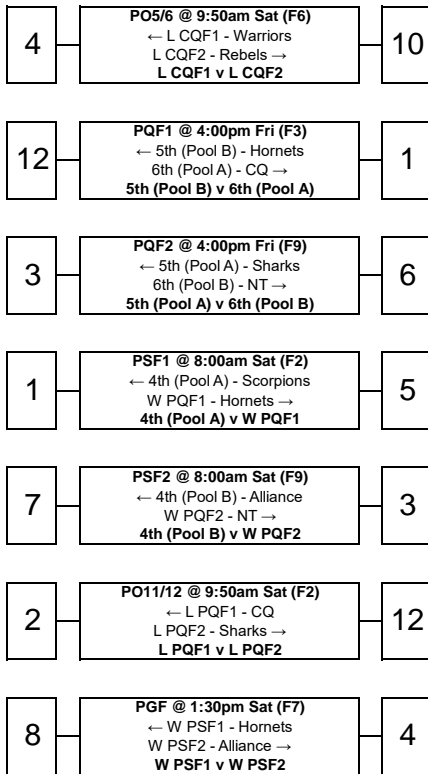 PO5/6 @ 9:50am Sat (F6)
4
← L CQF1 - Warriors
L CQF2 - Rebels →
10
L CQF1 v L CQF2
PQF1 @ 4:00pm Fri (F3)
12
← 5th (Pool B) - Hornets
6th (Pool A) - CQ →
1
5th (Pool B) v 6th (Pool A)
PQF2 @ 4:00pm Fri (F9)
3
← 5th (Pool A) - Sharks
6th (Pool B) - NT →
6
5th (Pool A) v 6th (Pool B)
PSF1 @ 8:00am Sat (F2)
1
← 4th (Pool A) - Scorpions
W PQF1 - Hornets →
5
4th (Pool A) v W PQF1
PSF2 @ 8:00am Sat (F9)
7
← 4th (Pool B) - Alliance
W PQF2 - NT →
3
4th (Pool B) v W PQF2
PO11/12 @ 9:50am Sat (F2)
2
← L PQF1 - CQ
L PQF2 - Sharks →
12
L PQF1 v L PQF2
PGF @ 1:30pm Sat (F7)
8
← W PSF1 - Hornets
W PSF2 - Alliance →
4
W PSF1 v W PSF2